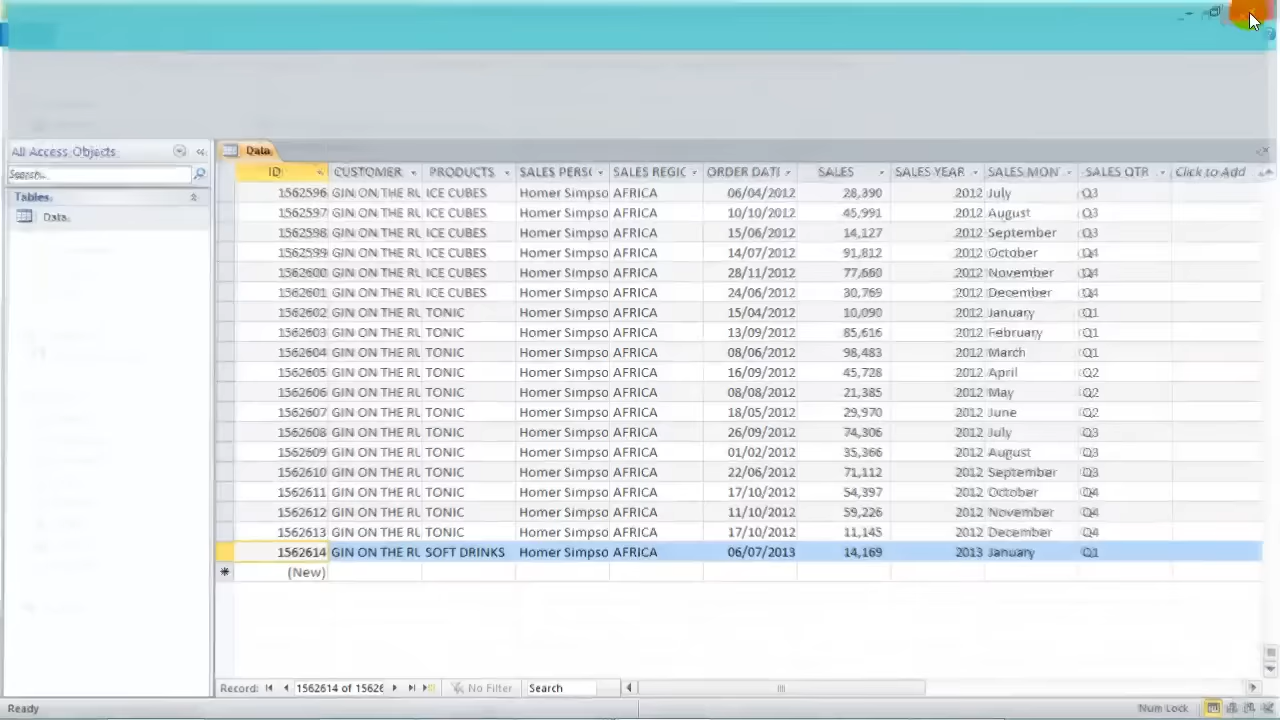 All Access Objects
Search...
Tables
Data
Data
ID CUSTOMER PRODUCTS SALES PERSO SALES REGIO ORDER DATI SALES SALES YEAR SALES MON SALES QTR Click to Add
1562596 GIN ON THE RU ICE CUBES Homer Simpso AFRICA 06/04/2012 28,390 2012 July Q3
1562597 GIN ON THE RU ICE CUBES Homer Simpso AFRICA 10/10/2012 45,991 2012 August Q3
1562598 GIN ON THE RU ICE CUBES Homer Simpso AFRICA 15/06/2012 14,127 2012 September Q3
1562599 GIN ON THE RU ICE CUBES Homer Simpso AFRICA 14/07/2012 91,812 2012 October Q4
1562600 GIN ON THE RU ICE CUBES Homer Simpso AFRICA 28/11/2012 77,660 2012 November Q4
1562601 GIN ON THE RU ICE CUBES Homer Simpso AFRICA 24/06/2012 30,769 2012 December Q4
1562602 GIN ON THE RU TONIC Homer Simpso AFRICA 15/04/2012 10,090 2012 January Q1
1562603 GIN ON THE RU TONIC Homer Simpso AFRICA 13/09/2012 85,616 2012 February Q1
1562604 GIN ON THE RU TONIC Homer Simpso AFRICA 08/06/2012 98,483 2012 March Q1
1562605 GIN ON THE RU TONIC Homer Simpso AFRICA 16/09/2012 45,728 2012 April Q2
1562606 GIN ON THE RU TONIC Homer Simpso AFRICA 08/08/2012 21,385 2012 May Q2
1562607 GIN ON THE RU TONIC Homer Simpso AFRICA 18/05/2012 29,970 2012 June Q2
1562608 GIN ON THE RU TONIC Homer Simpso AFRICA 26/09/2012 74,306 2012 July Q3
1562609 GIN ON THE RU TONIC Homer Simpso AFRICA 01/02/2012 35,366 2012 August Q3
1562610 GIN ON THE RU TONIC Homer Simpso AFRICA 22/06/2012 71,112 2012 September Q3
1562611 GIN ON THE RU TONIC Homer Simpso AFRICA 17/10/2012 54,397 2012 October Q4
1562612 GIN ON THE RU TONIC Homer Simpso AFRICA 11/10/2012 59,226 2012 November Q4
1562613 GIN ON THE RU TONIC Homer Simpso AFRICA 17/10/2012 11,145 2012 December Q4
1562614 GIN ON THE RU SOFT DRINKS Homer Simpso AFRICA 06/07/2013 14,169 2013 January Q1
(New)
Record: 1562614 of 15626 No Filter Search
Ready Num Lock